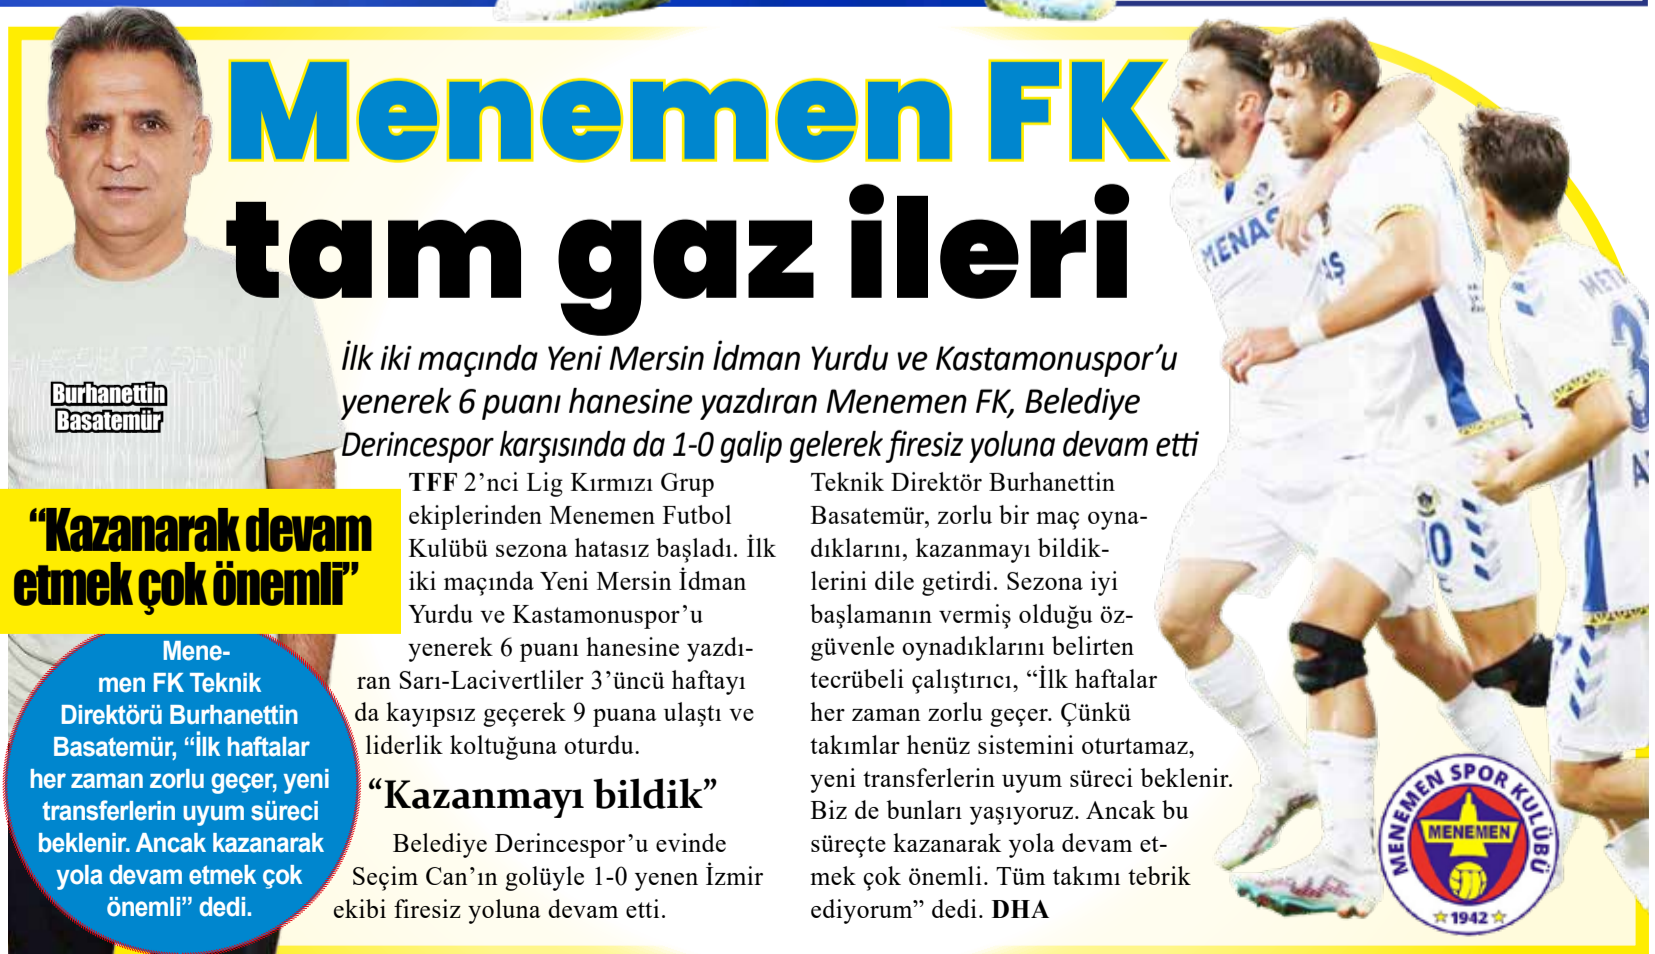 Menemen FK
tam gaz ileri
İlk iki maçında Yeni Mersin İdman Yurdu ve Kastamonuspor’u
yenerek 6 puanı hanesine yazdıran Menemen FK, Belediye
Derincespor karşısında da 1-0 galip gelerek firesiz yoluna devam etti
Burhanettin
Basatemür
“Kazanarak devam
etmek çok önemli”
Mene-
men FK Teknik
Direktörü Burhanettin
Basatemür, “İlk haftalar
her zaman zorlu geçer, yeni
transferlerin uyum süreci
beklenir. Ancak kazanarak
yola devam etmek çok
önemli” dedi.
TFF 2’nci Lig Kırmızı Grup
ekiplerinden Menemen Futbol
Kulübü sezona hatasız başladı. İlk
iki maçında Yeni Mersin İdman
Yurdu ve Kastamonuspor’u
yenerek 6 puanı hanesine yazdı-
ran Sarı-Lacivertliler 3’üncü haftayı
da kayıpsız geçerek 9 puana ulaştı ve
liderlik koltuğuna oturdu.
“Kazanmayı bildik”
Belediye Derincespor’u evinde
Seçim Can’ın golüyle 1-0 yenen İzmir
ekibi firesiz yoluna devam etti.
Teknik Direktör Burhanettin
Basatemür, zorlu bir maç oyna-
dıklarını, kazanmayı bildik-
lerini dile getirdi. Sezona iyi
başlamanın vermiş olduğu öz-
güvenle oynadıklarını belirten
tecrübeli çalıştırıcı, “İlk haftalar
her zaman zorlu geçer. Çünkü
takımlar henüz sistemini oturtamaz,
yeni transferlerin uyum süreci beklenir.
Biz de bunları yaşıyoruz. Ancak bu
süreçte kazanarak yola devam et-
mek çok önemli. Tüm takımı tebrik
ediyorum” dedi. DHA
MENAŞ
MENEMEN SPOR KULÜBÜ
MENEMEN
1942